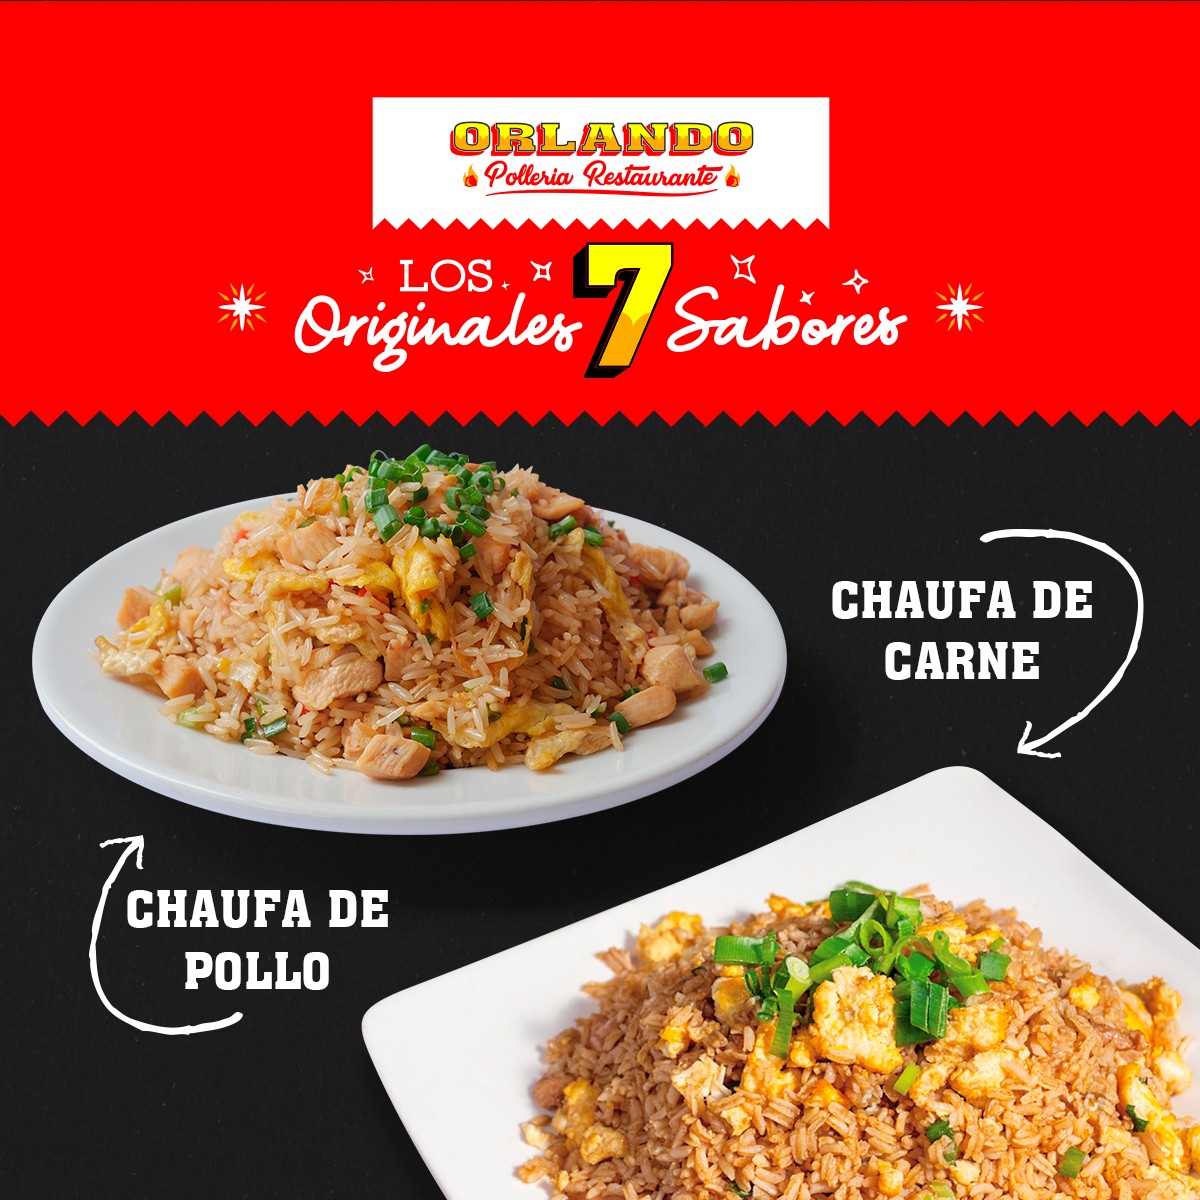 ORLANDO
Polleria Restaurante
LOS
Originales 7 Sabores
CHAUFA DE
CARNE
CHAUFA DE
POLLO